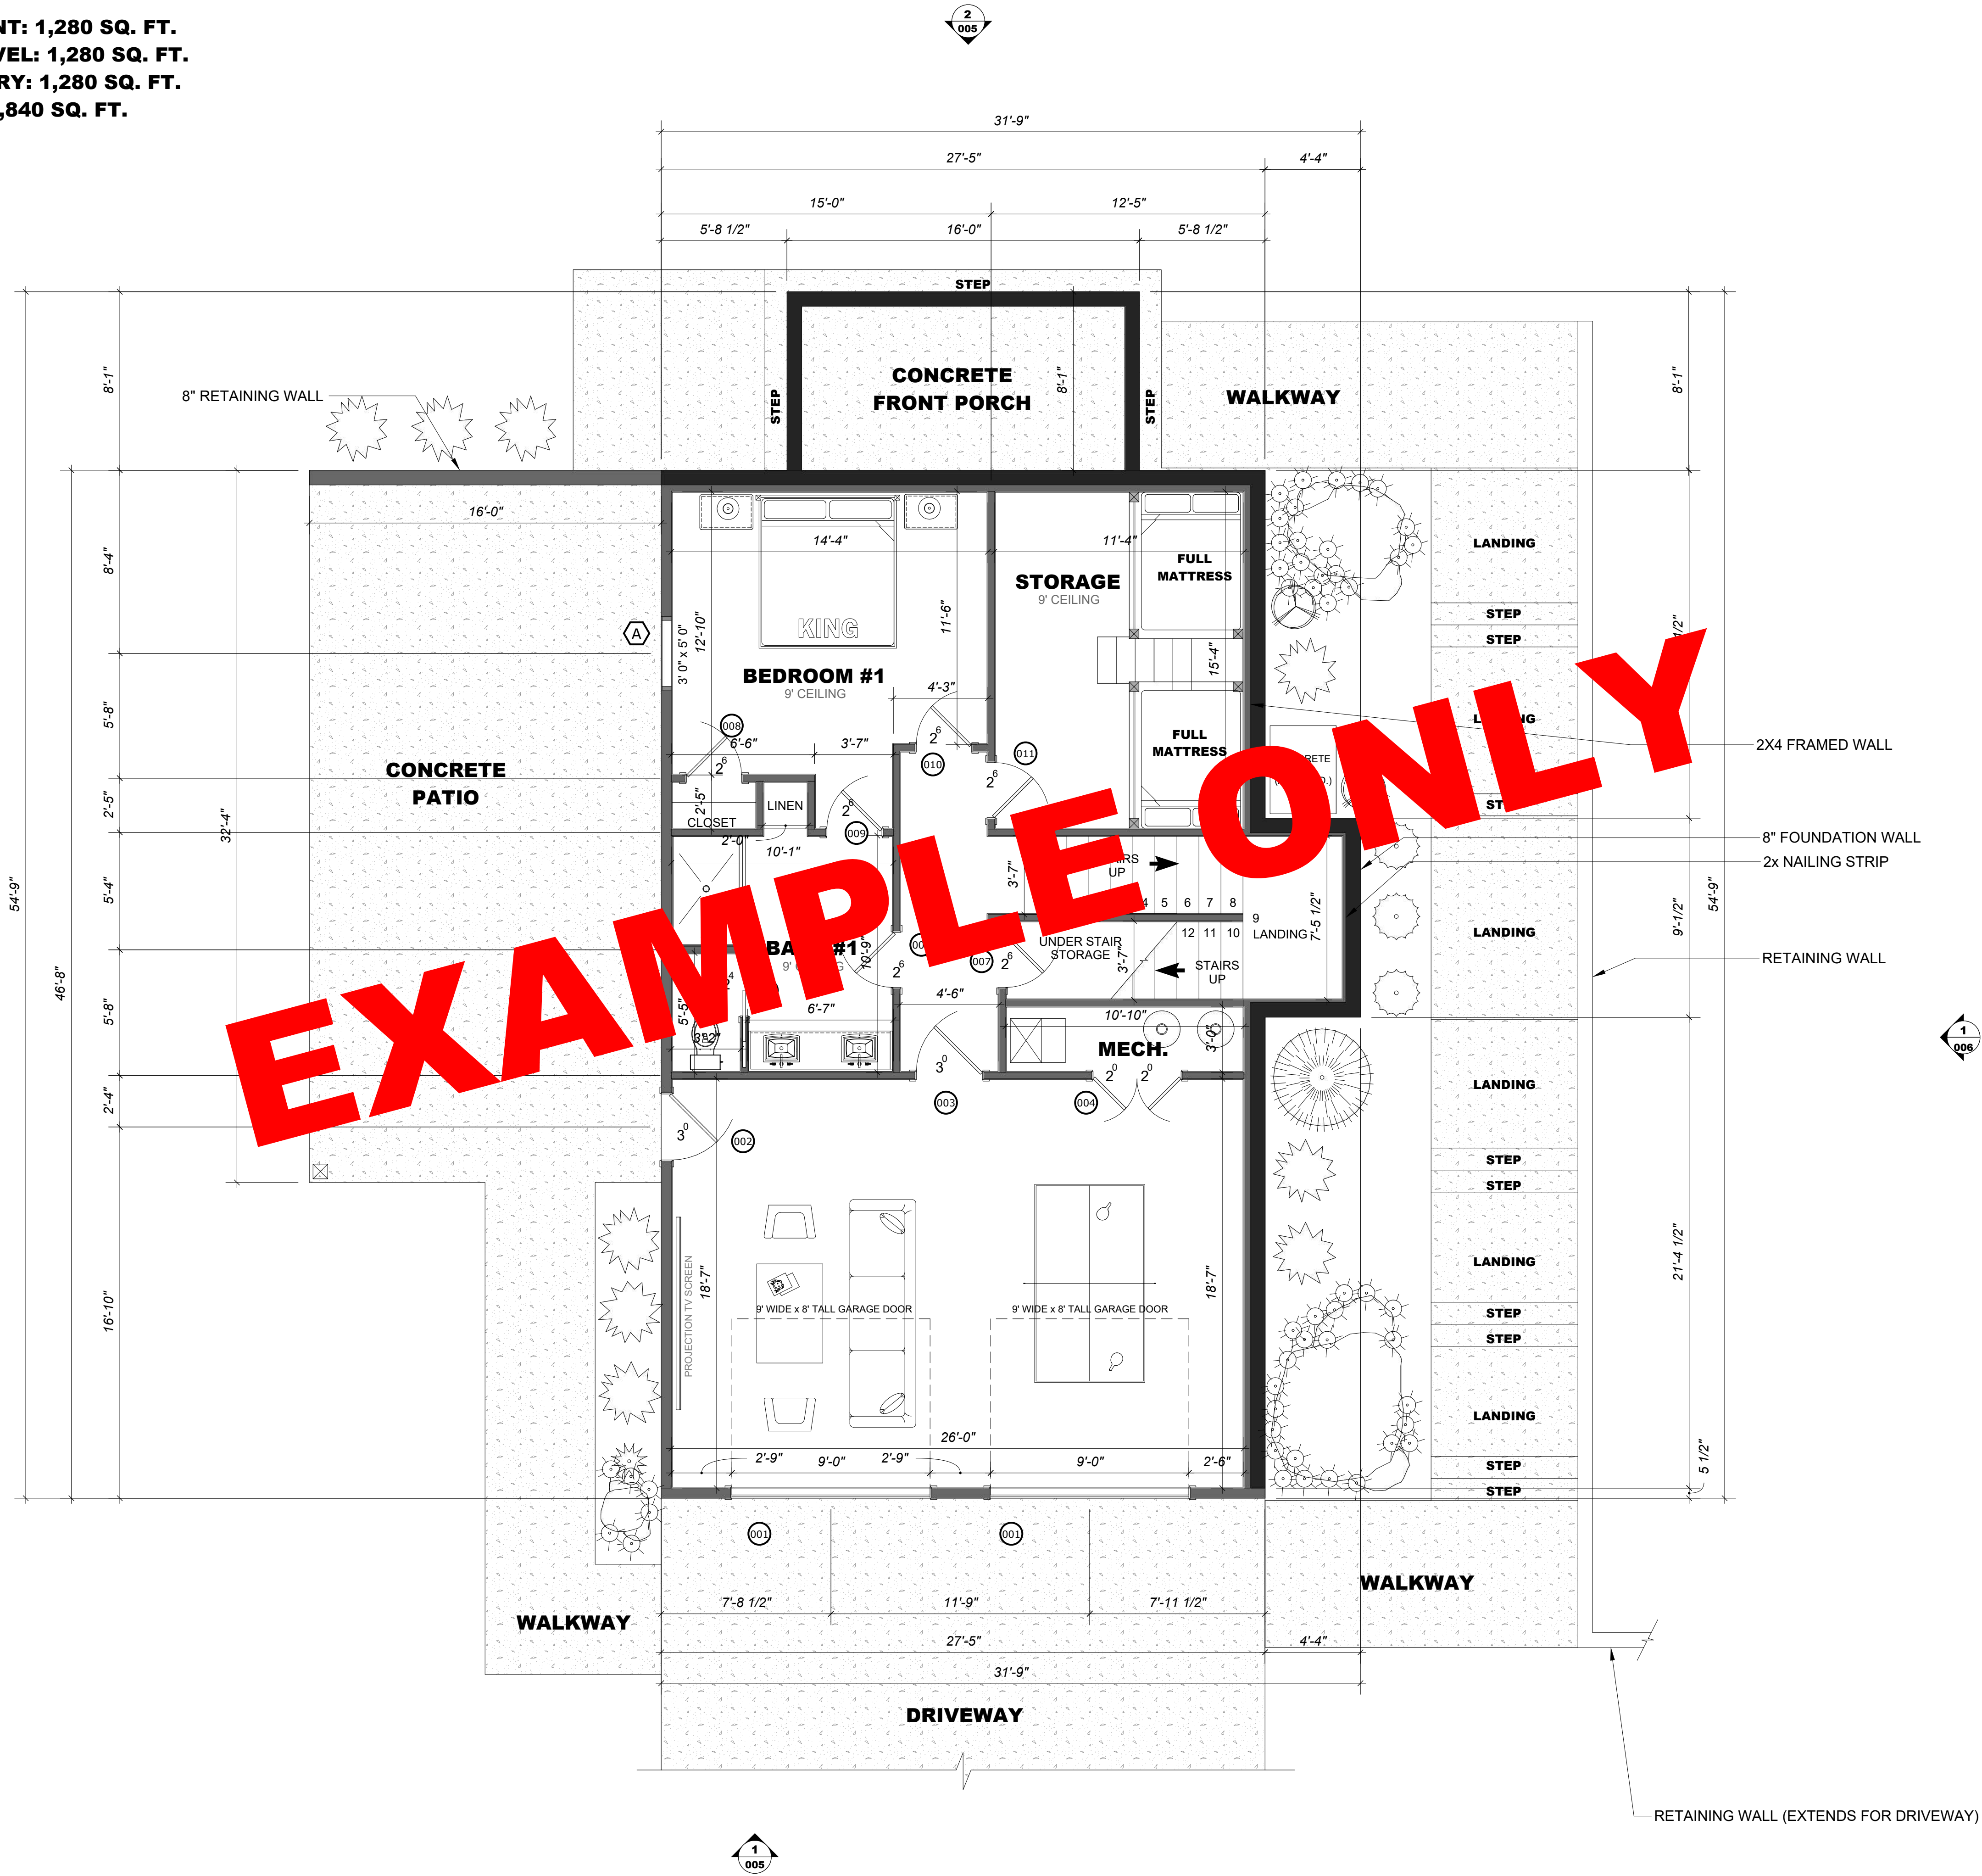 NT: 1,280 SQ. FT.
VEL: 1,280 SQ. FT.
RY: 1,280 SQ. FT.
,840 SQ. FT.
2
005
31'-9"
27'-5"
4'-4"
15'-0"
12'-5"
5'-8 1/2"
16'-0"
5'-8 1/2"
STEP
STEP
STEP
CONCRETE
FRONT PORCH
8'-1"
8'-1"
8'-1"
WALKWAY
8" RETAINING WALL
16'-0"
8'-4"
5'-8"
2'-5"
5'-4"
5'-8"
2'-4"
16'-10"
32'-4"
46'-8"
54'-9"
CONCRETE
PATIO
A
3' 0" x 5' 0"
12'-10"
14'-4"
KING
11'-6"
BEDROOM #1
9' CEILING
4'-3"
008
6'-6"
3'-7"
2 6
2 6
010
11'-4"
STORAGE
9' CEILING
FULL
MATTRESS
15'-4"
FULL
MATTRESS
011
2 6
2'-5"
CLOSET
LINEN
2 6
009
2'-0"
10'-1"
10'-9"
#1
2 6
007
2 6
4'-6"
5'-5"
3'-2"
6'-7"
3'-7"
UP
4 5 6 7 8
9
LANDING
7'-5 1/2"
12 11 10
UNDER STAIR
STORAGE
3'-7"
STAIRS
UP
10'-10"
MECH.
3'-0"
3 0
003
2 0
2 0
004
3 0
002
PROJECTION TV SCREEN
18'-7"
9' WIDE x 8' TALL GARAGE DOOR
9' WIDE x 8' TALL GARAGE DOOR
18'-7"
26'-0"
2'-9"
9'-0"
2'-9"
9'-0"
2'-6"
001
001
7'-8 1/2"
11'-9"
7'-11 1/2"
27'-5"
4'-4"
31'-9"
WALKWAY
DRIVEWAY
WALKWAY
LANDING
STEP
STEP
LANDING
LANDING
STEP
STEP
LANDING
STEP
STEP
LANDING
STEP
STEP
9'-1/2"
54'-9"
21'-4 1/2"
5 1/2"
2X4 FRAMED WALL
8" FOUNDATION WALL
2x NAILING STRIP
RETAINING WALL
1
006
RETAINING WALL (EXTENDS FOR DRIVEWAY)
1
005
EXAMPLE ONLY